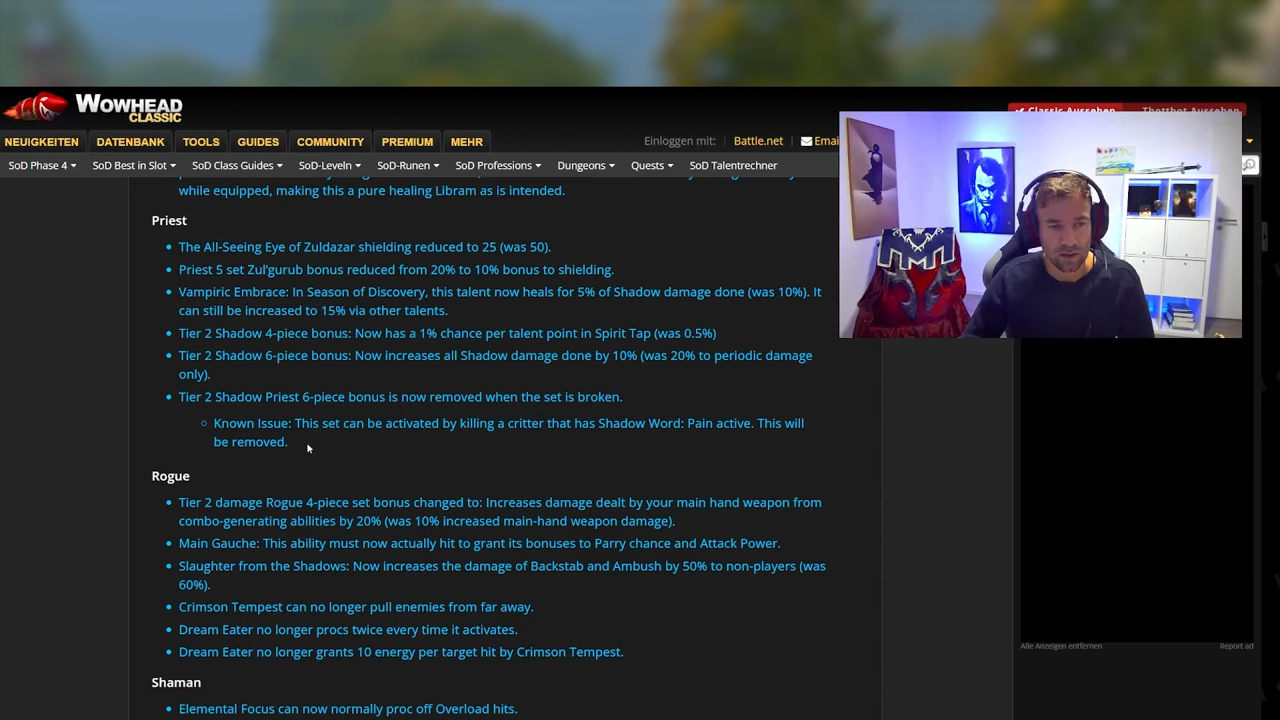 WOWHEAD
CLASSIC
NEUIGKEITEN DATENBANK TOOLS GUIDES COMMUNITY PREMIUM MEHR Einloggen mit: Battle.net Emai
Classic Aussehen Thottbot Aussehen
SoD Phase 4 SoD Best in Slot SoD Class Guides SoD-Leveln SoD-Runen SoD Professions Dungeons Quests SoD Talentrechner
while equipped, making this a pure healing Libram as is intended.
Priest
• The All-Seeing Eye of Zuldazar shielding reduced to 25 (was 50).
• Priest 5 set Zul'gurub bonus reduced from 20% to 10% bonus to shielding.
• Vampiric Embrace: In Season of Discovery, this talent now heals for 5% of Shadow damage done (was 10%). It
can still be increased to 15% via other talents.
• Tier 2 Shadow 4-piece bonus: Now has a 1% chance per talent point in Spirit Tap (was 0.5%)
• Tier 2 Shadow 6-piece bonus: Now increases all Shadow damage done by 10% (was 20% to periodic damage
only).
• Tier 2 Shadow Priest 6-piece bonus is now removed when the set is broken.
○ Known Issue: This set can be activated by killing a critter that has Shadow Word: Pain active. This will
be removed.
Rogue
• Tier 2 damage Rogue 4-piece set bonus changed to: Increases damage dealt by your main hand weapon from
combo-generating abilities by 20% (was 10% increased main-hand weapon damage).
• Main Gauche: This ability must now actually hit to grant its bonuses to Parry chance and Attack Power.
• Slaughter from the Shadows: Now increases the damage of Backstab and Ambush by 50% to non-players (was
60%).
• Crimson Tempest can no longer pull enemies from far away.
• Dream Eater no longer procs twice every time it activates.
• Dream Eater no longer grants 10 energy per target hit by Crimson Tempest.
Alle Anzeigen entfernen Report ad
Shaman
• Elemental Focus can now normally proc off Overload hits.